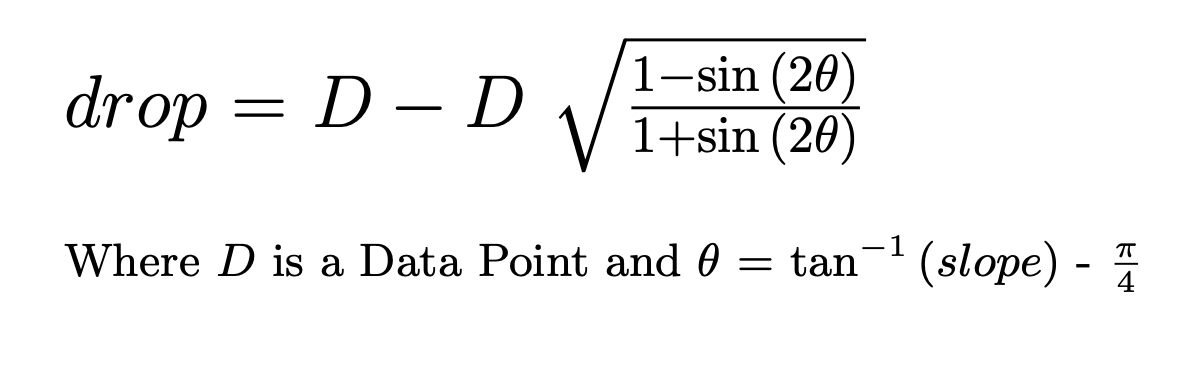 drop = D − D √((1−sin (2θ))/(1+sin (2θ)))
Where D is a Data Point and θ = tan⁻¹ (slope) - π/4